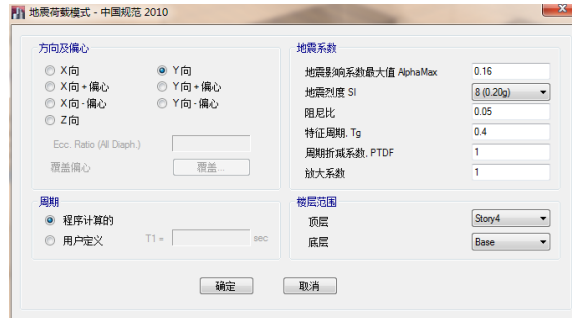 地震荷载模式 - 中国规范 2010
方向及偏心
X向
Y向
X向 + 偏心
Y向 + 偏心
X向 - 偏心
Y向 - 偏心
Z向
Ecc. Ratio (All Diaph.)
覆盖偏心
覆盖...
地震系数
地震影响系数最大值 AlphaMax
0.16
地震烈度 SI
8 (0.20g)
阻尼比
0.05
特征周期, Tg
0.4
周期折减系数, PTDF
1
放大系数
1
周期
程序计算的
用户定义
T1 =
sec
楼层范围
顶层
Story4
底层
Base
确定
取消